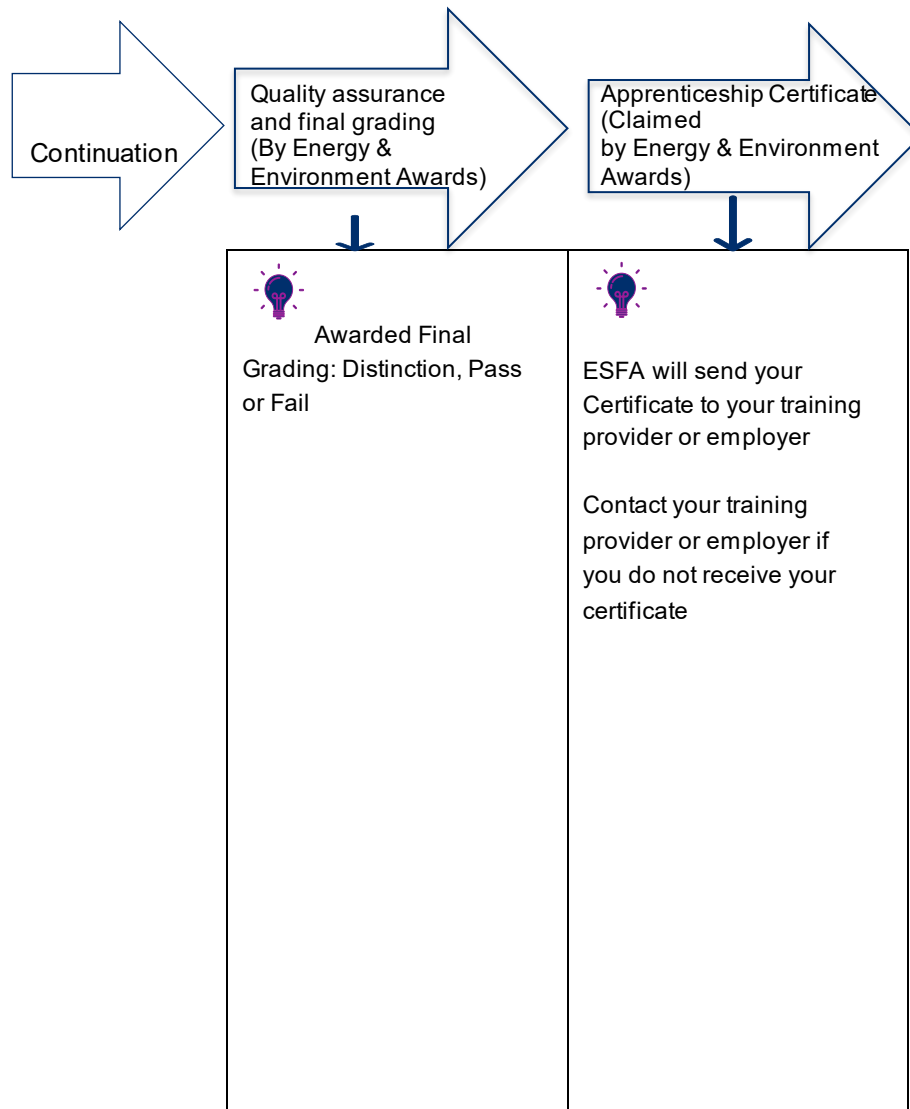 Continuation
Quality assurance
and final grading
(By Energy &
Environment Awards)
Apprenticeship Certificate
(Claimed
by Energy & Environment
Awards)
Awarded Final
Grading: Distinction, Pass
or Fail
ESFA will send your
Certificate to your training
provider or employer
Contact your training
provider or employer if
you do not receive your
certificate